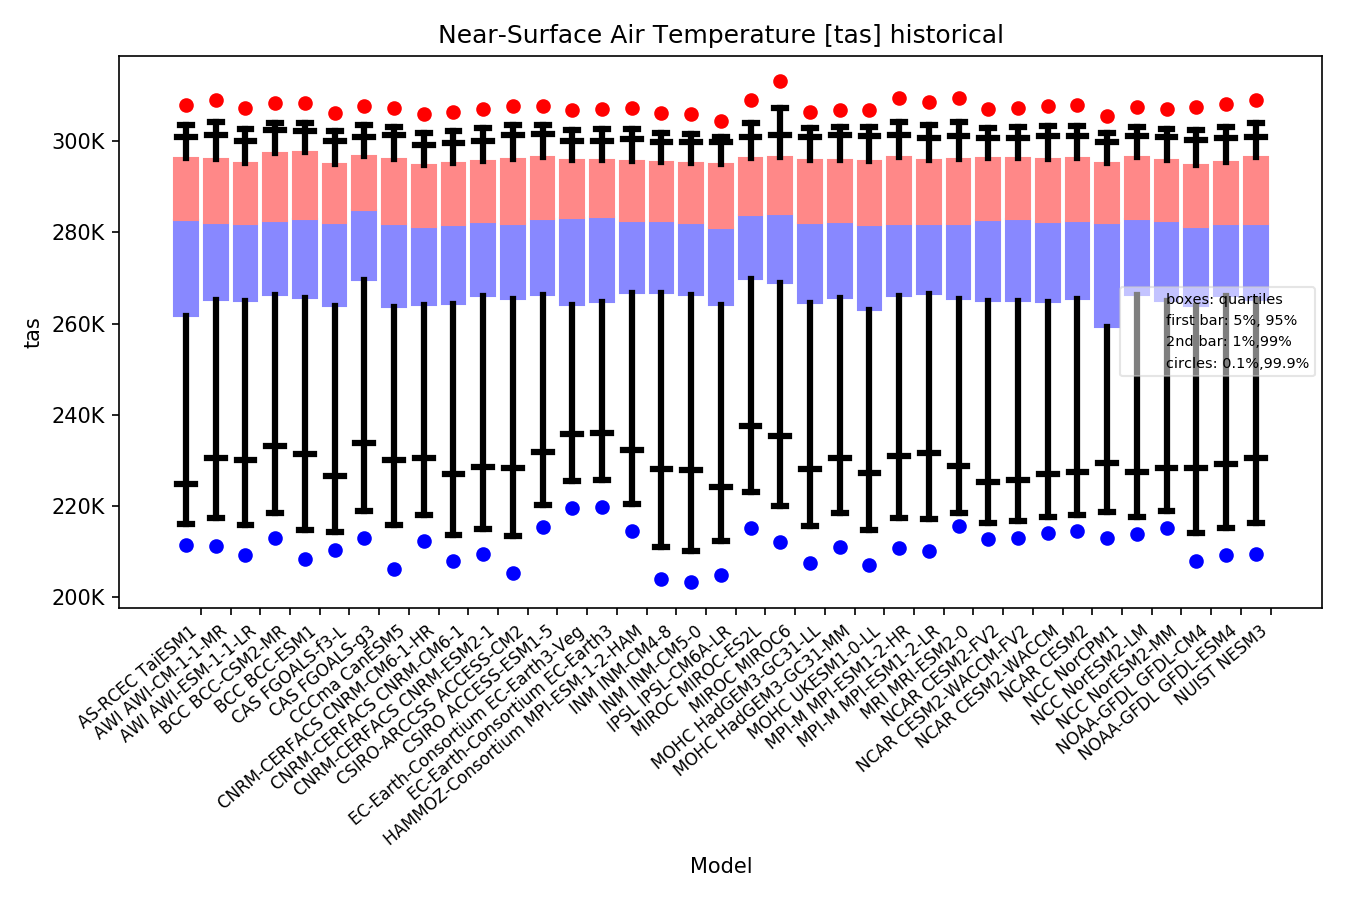 Near-Surface Air Temperature [tas] historical
300K
280K
260K
240K
220K
200K
tas
boxes: quartiles
first bar: 5%, 95%
2nd bar: 1%,99%
circles: 0.1%,99.9%
AS-RCEC TaiESM1
AWI AWI-CM-1-1-MR
AWI AWI-ESM-1-1-LR
BCC BCC-CSM2-MR
BCC BCC-ESM1
CAS FGOALS-f3-L
CAS FGOALS-g3
CCCma CanESM5
CNRM-CERFACS CNRM-CM6-1-HR
CNRM-CERFACS CNRM-CM6-1
CNRM-CERFACS CNRM-ESM2-1
CSIRO-ARCCSS ACCESS-CM2
CSIRO ACCESS-ESM1-5
EC-Earth-Consortium EC-Earth3-Veg
EC-Earth-Consortium EC-Earth3
HAMMOZ-Consortium MPI-ESM-1-2-HAM
INM INM-CM4-8
INM INM-CM5-0
IPSL IPSL-CM6A-LR
MIROC MIROC-ES2L
MIROC MIROC6
MOHC HadGEM3-GC31-LL
MOHC HadGEM3-GC31-MM
MOHC UKESM1-0-LL
MPI-M MPI-ESM1-2-HR
MPI-M MPI-ESM1-2-LR
MRI MRI-ESM2-0
NCAR CESM2-FV2
NCAR CESM2-WACCM-FV2
NCAR CESM2-WACCM
NCAR CESM2
NCC NorCPM1
NCC NorESM2-LM
NCC NorESM2-MM
NOAA-GFDL GFDL-CM4
NOAA-GFDL GFDL-ESM4
NUIST NESM3
Model